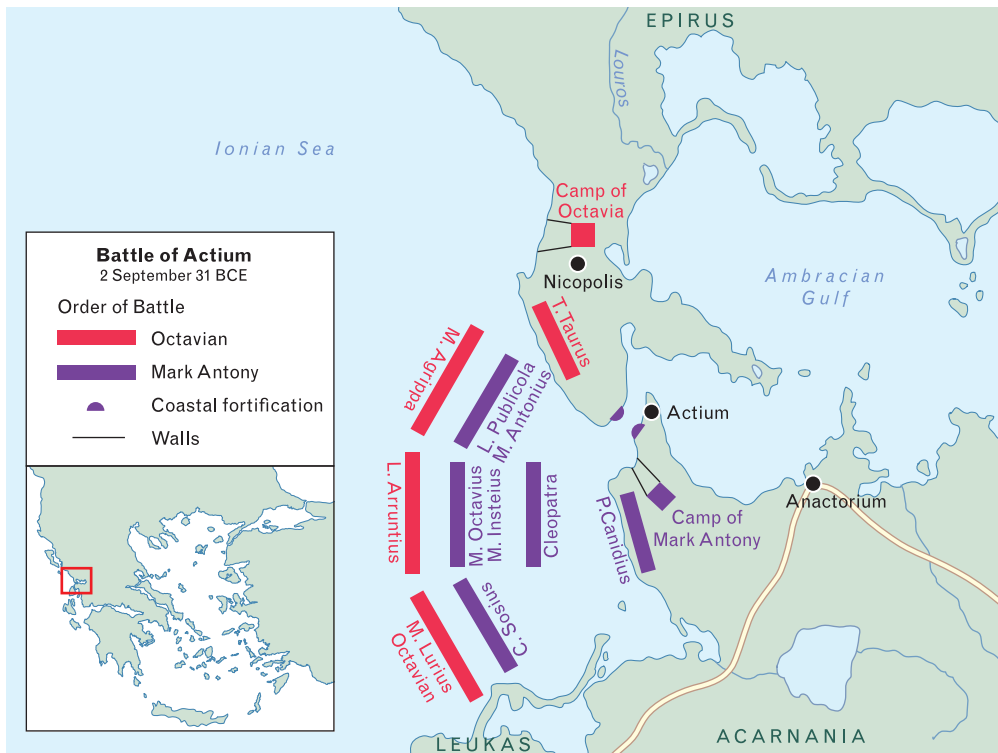 EPIRUS
Louros
Ionian Sea
Camp of
Octavia
Nicopolis
Ambracian
Gulf
Battle of Actium
2 September 31 BCE
Order of Battle
Octavian
Mark Antony
Coastal fortification
Walls
T.Taurus
M. Agrippa
L. Publicola
M. Antonius
Actium
L. Arruntius
M. Octavius
M. Insteius
Cleopatra
P.Canidius
Camp of
Mark Antony
Anactorium
C. Sosius
M. Lurius
Octavian
LEUKAS
ACARNANIA